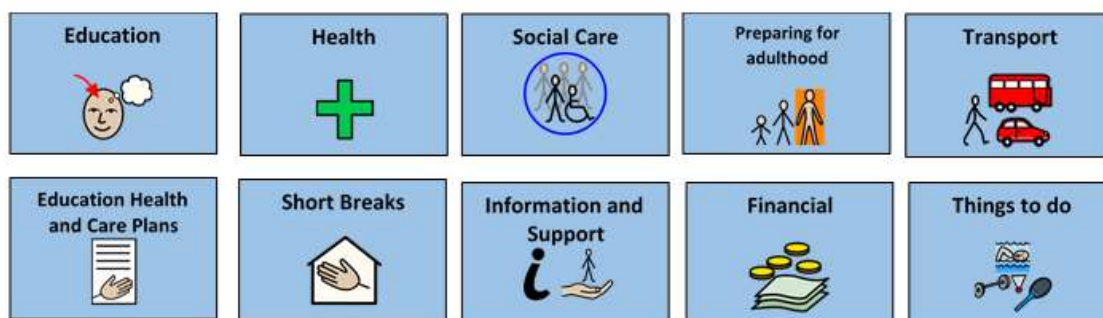 Education
Health
Social Care
Preparing for
adulthood
Transport
Education Health
and Care Plans
Short Breaks
Information and
Support
Financial
Things to do